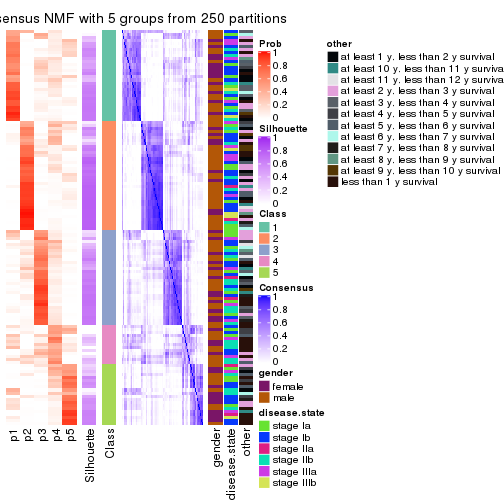 sensus NMF with 5 groups from 250 partitions
Prob
1
0.8
0.6
0.4
0.2
0
Silhouette
1
0.8
0.6
0.4
0.2
0
Class
1
2
3
4
5
Consensus
1
0.8
0.6
0.4
0.2
0
gender
female
male
disease.state
stage Ia
stage Ib
stage IIa
stage IIb
stage IIIa
stage IIIb
other
at least 1 y. less than 2 y survival
at least 10 y. less than 11 y surviva
at least 11 y. less than 12 y surviva
at least 2 y. less than 3 y survival
at least 3 y. less than 4 y survival
at least 4 y. less than 5 y survival
at least 5 y. less than 6 y survival
at least 6 y. less than 7 y survival
at least 7 y. less than 8 y survival
at least 8 y. less than 9 y survival
at least 9 y. less than 10 y survival
less than 1 y survival
p1
p2
p3
p4
p5
Silhouette
Class
gender
disease.state
other